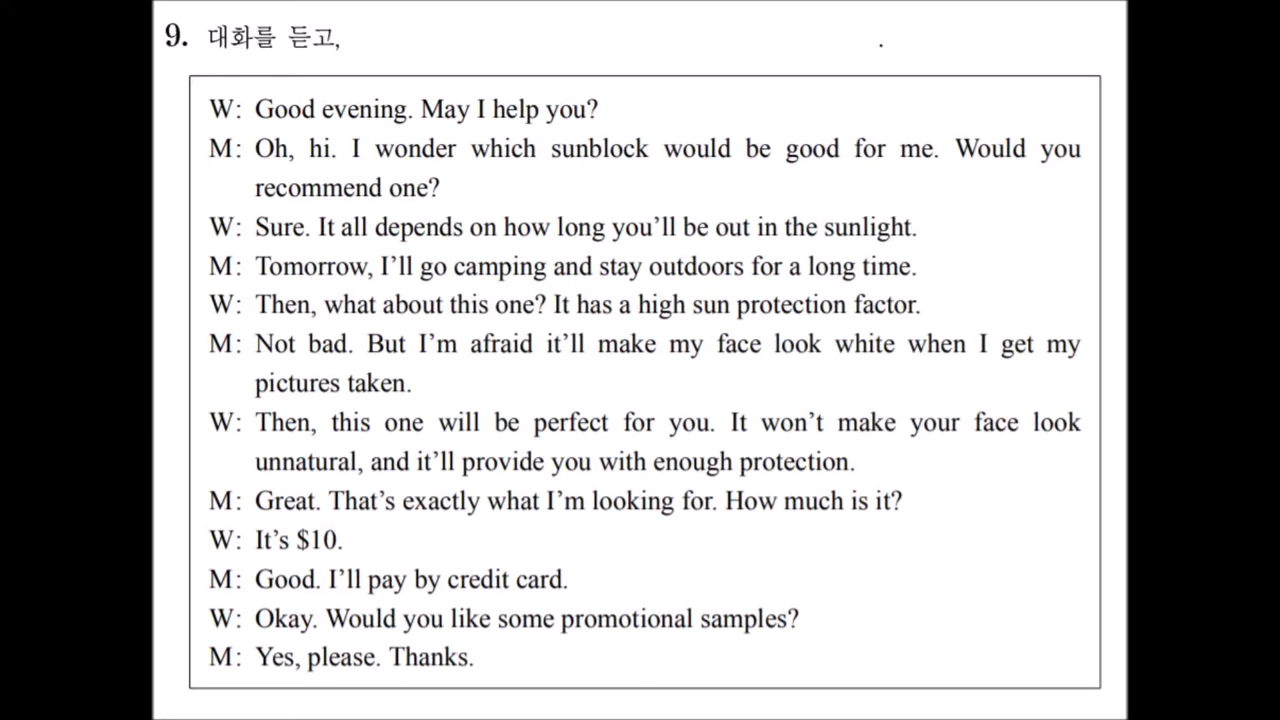 9. 대화를 듣고,
W: Good evening. May I help you?
M: Oh, hi. I wonder which sunblock would be good for me. Would you
recommend one?
W: Sure. It all depends on how long you’ll be out in the sunlight.
M: Tomorrow, I’ll go camping and stay outdoors for a long time.
W: Then, what about this one? It has a high sun protection factor.
M: Not bad. But I’m afraid it’ll make my face look white when I get my
pictures taken.
W: Then, this one will be perfect for you. It won’t make your face look
unnatural, and it’ll provide you with enough protection.
M: Great. That’s exactly what I’m looking for. How much is it?
W: It’s $10.
M: Good. I’ll pay by credit card.
W: Okay. Would you like some promotional samples?
M: Yes, please. Thanks.